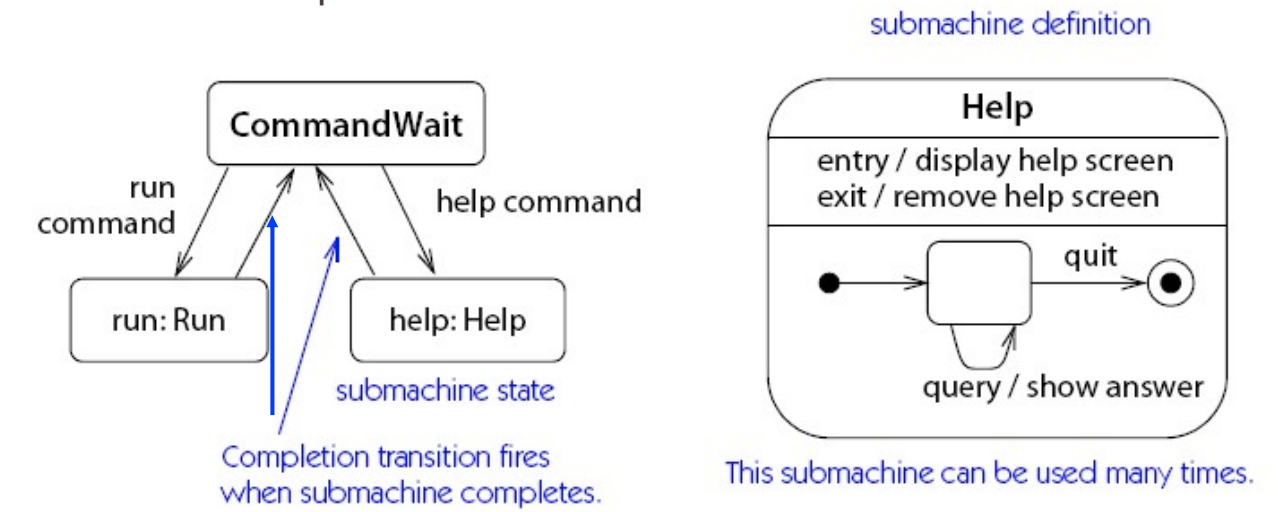 submachine definition
CommandWait
run
command
help command
run: Run
help: Help
submachine state
Completion transition fires
when submachine completes.
Help
entry / display help screen
exit / remove help screen
quit
query / show answer
This submachine can be used many times.